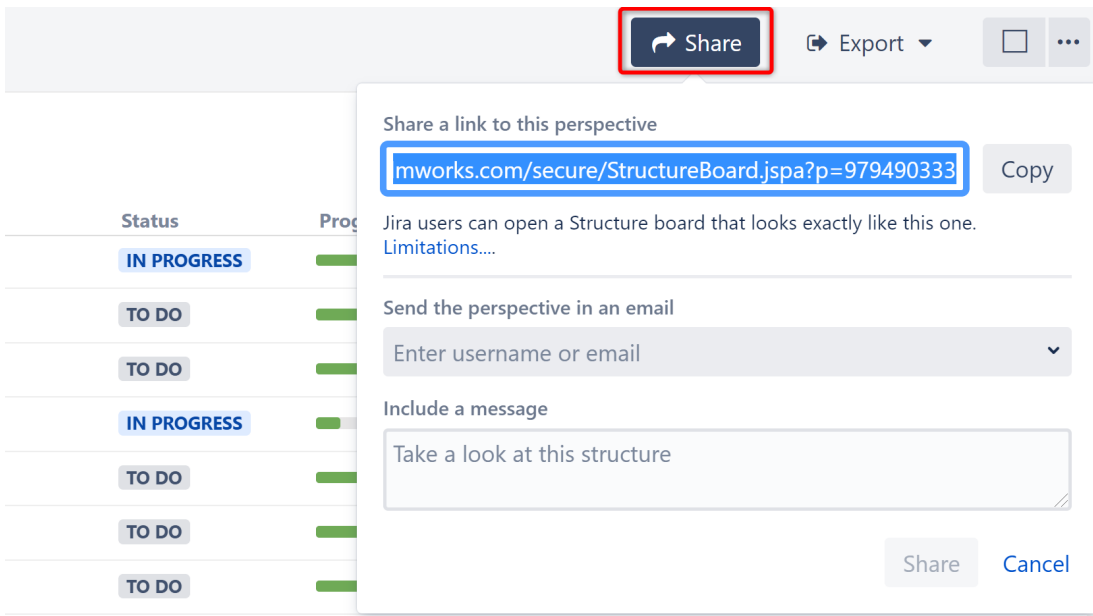 Share
Export
Share a link to this perspective
mworks.com/secure/StructureBoard.jspa?p=979490333
Copy
Jira users can open a Structure board that looks exactly like this one.
Limitations....
Status
Prog
IN PROGRESS
TO DO
TO DO
IN PROGRESS
TO DO
TO DO
TO DO
Send the perspective in an email
Enter username or email
Include a message
Take a look at this structure
Share
Cancel